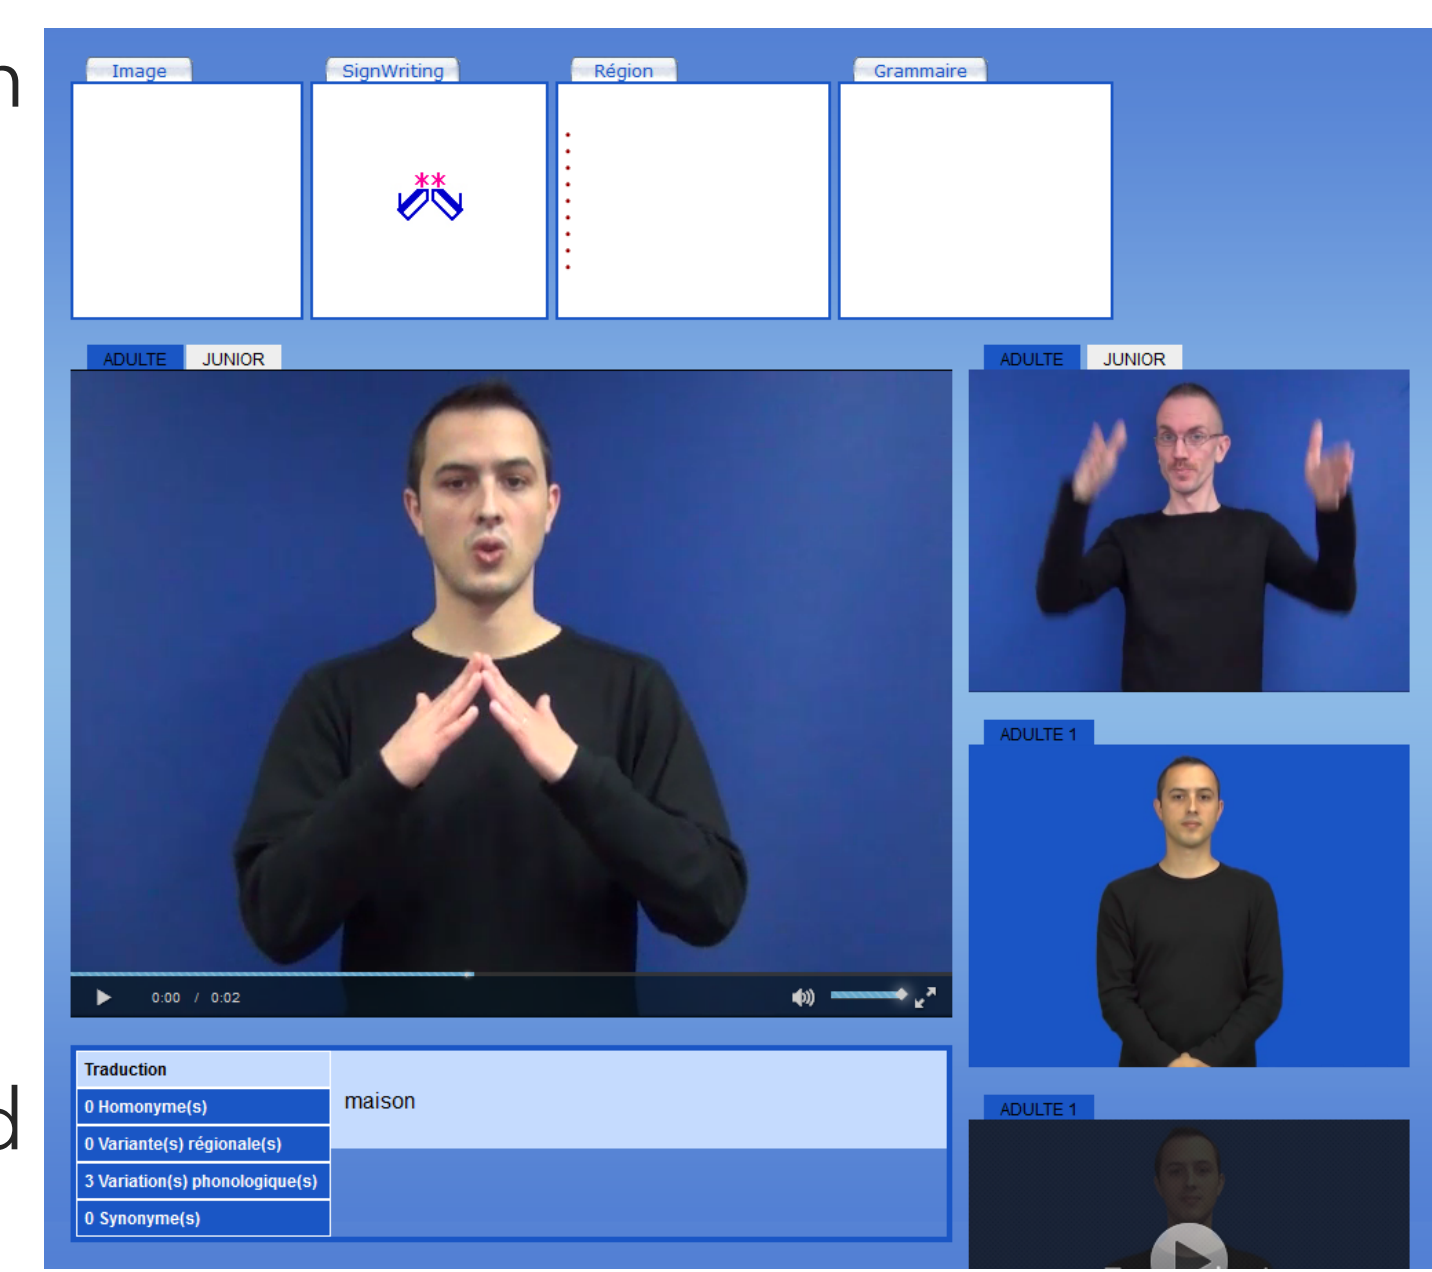 n
Image SignWriting Région Grammaire
ADULTE JUNIOR
ADULTE JUNIOR
ADULTE 1
0:00 / 0:02
Traduction
maison
0 Homonyme(s)
0 Variante(s) régionale(s)
3 Variation(s) phonologique(s)
0 Synonyme(s)
ADULTE 1
d